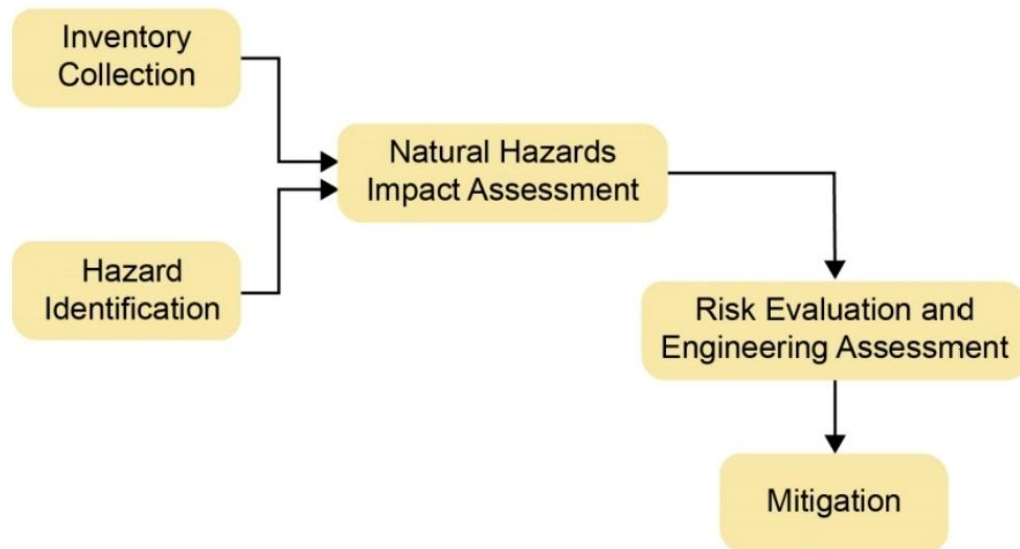 Inventory
Collection
Natural Hazards
Impact Assessment
Hazard
Identification
Risk Evaluation and
Engineering Assessment
Mitigation